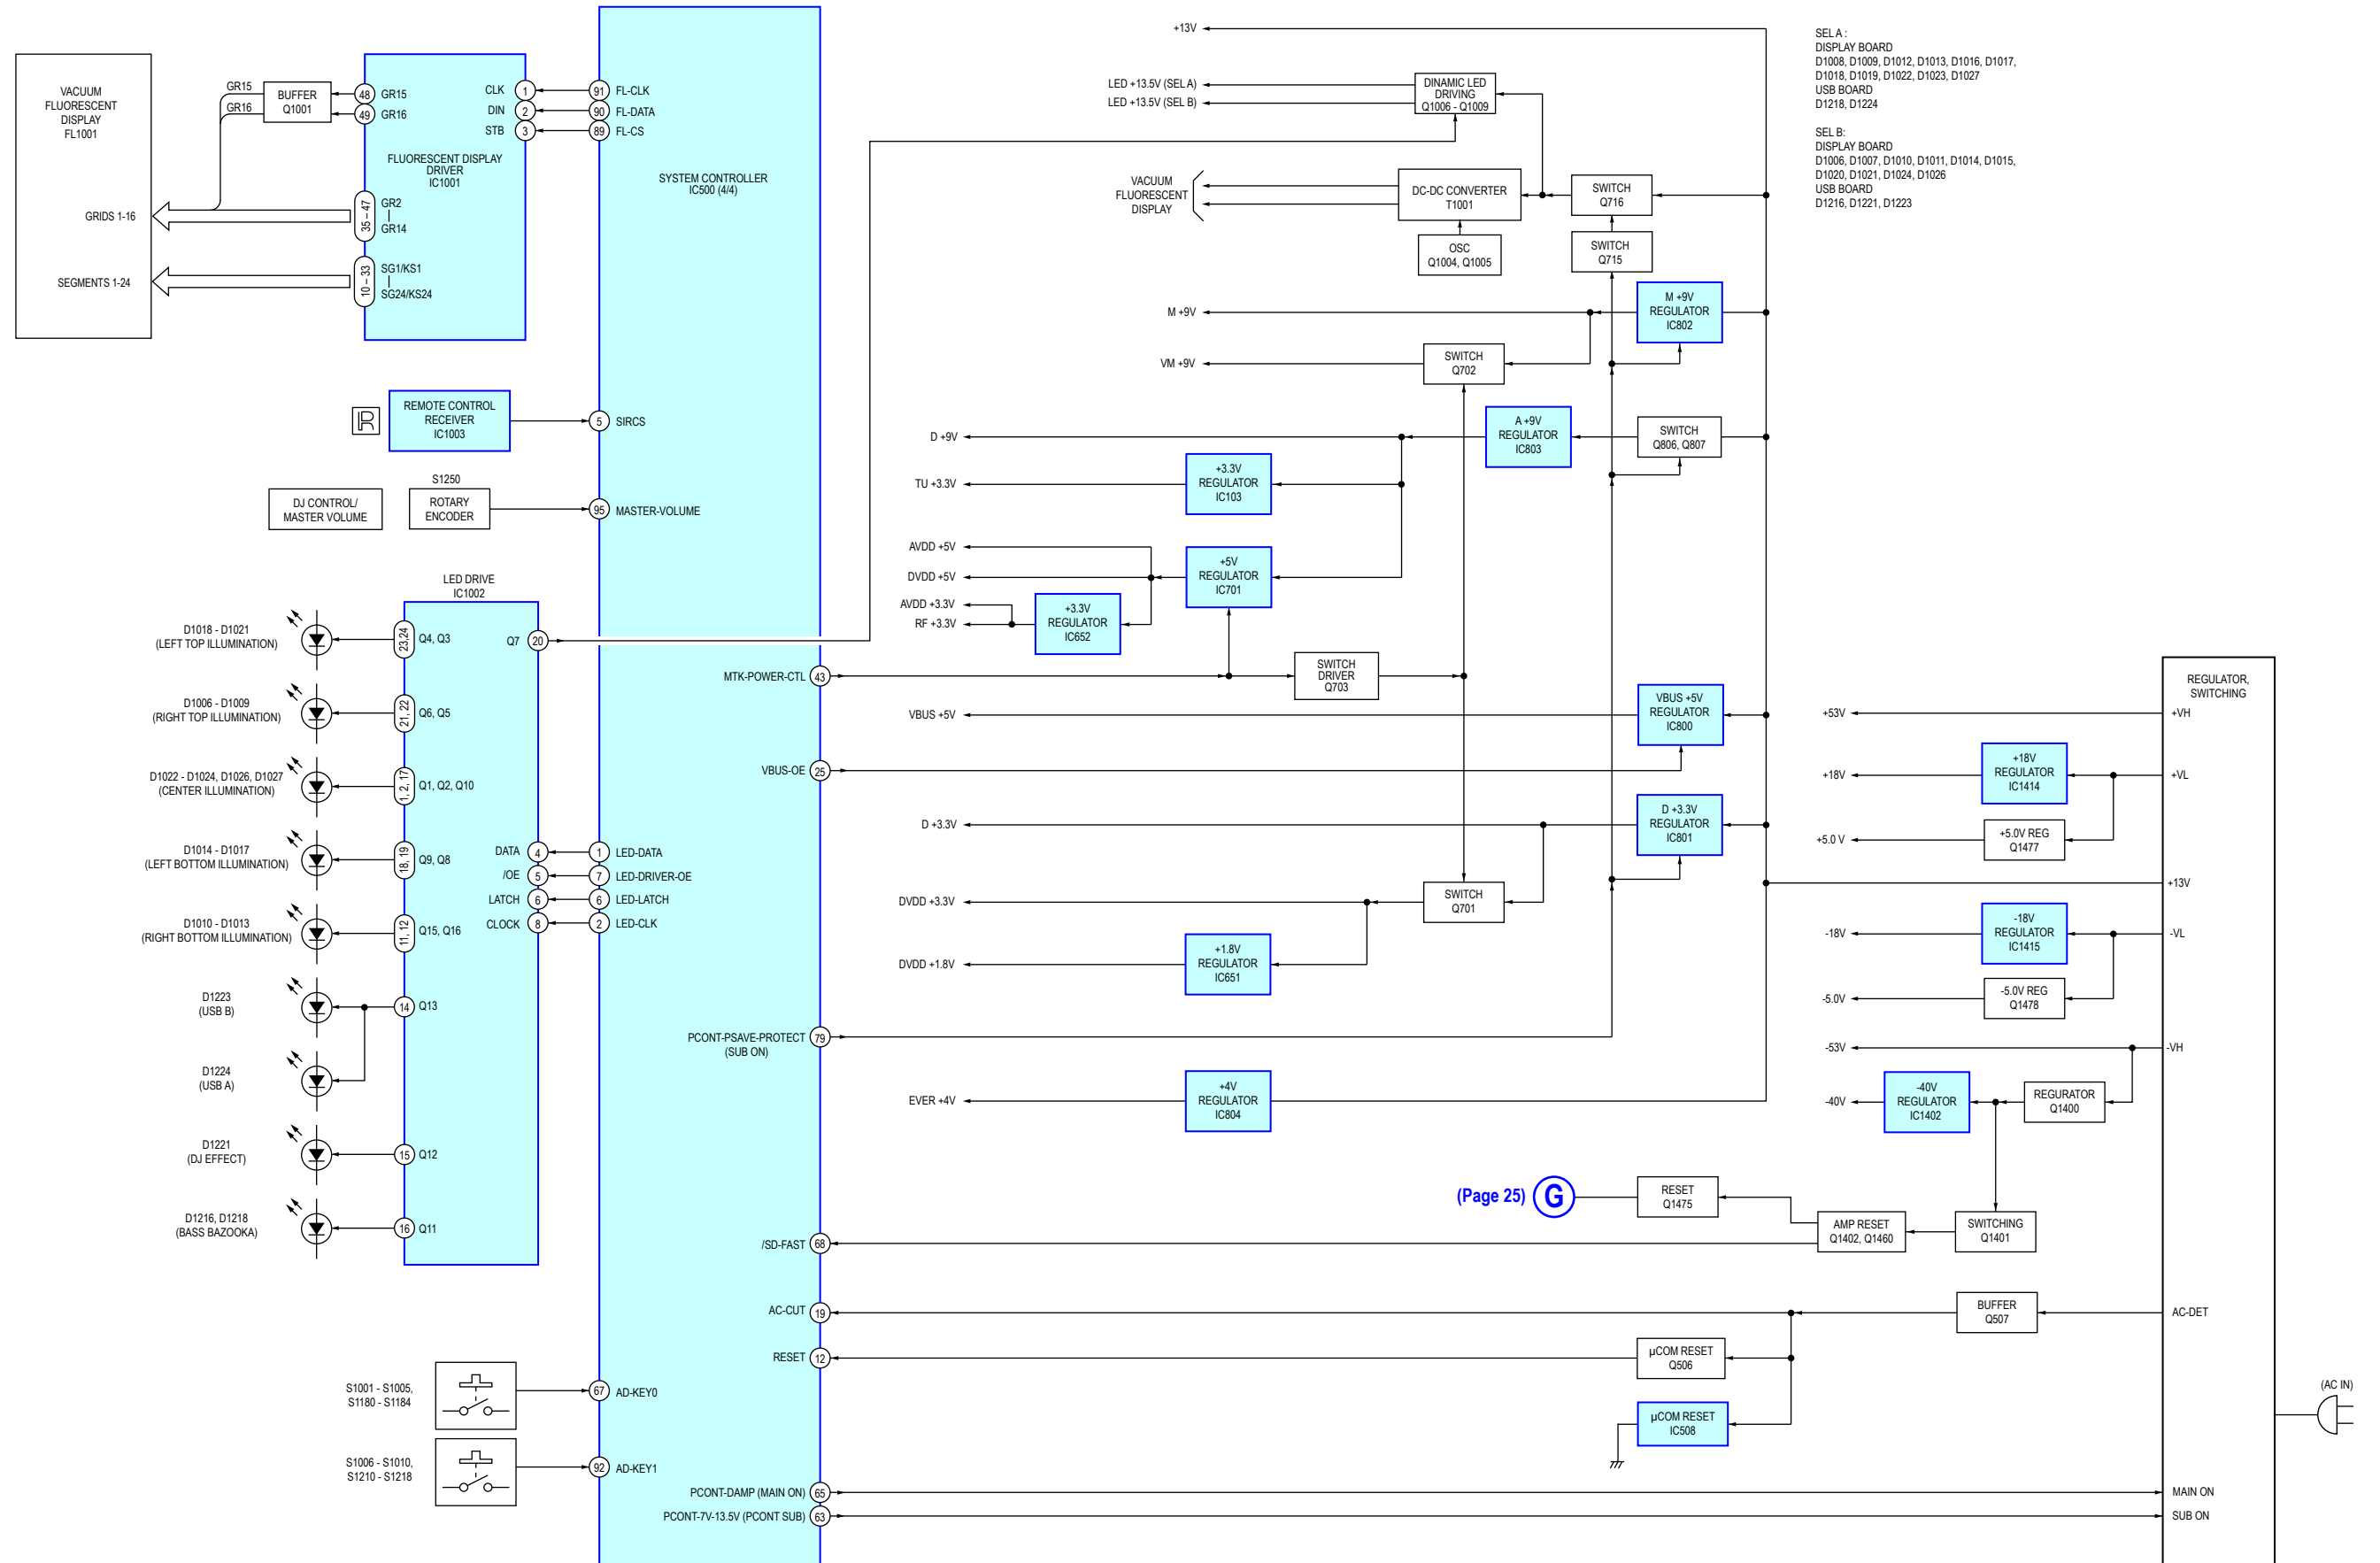 VACUUM
FLUORESCENT
DISPLAY
FL1001
GRIDS 1-16
SEGMENTS 1-24
GR15
GR16
BUFFER
Q1001
48 GR15
49 GR16
CLK 1
DIN 2
STB 3
FLUORESCENT DISPLAY
DRIVER
IC1001
35 – 47
GR2
GR14
10 – 33
SG1/KS1
SG24/KS24
91 FL-CLK
90 FL-DATA
89 FL-CS
SYSTEM CONTROLLER
IC500 (4/4)
R
REMOTE CONTROL
RECEIVER
IC1003
5 SIRCS
DJ CONTROL/
MASTER VOLUME
S1250
ROTARY
ENCODER
95 MASTER-VOLUME
LED DRIVE
IC1002
D1018 - D1021
(LEFT TOP ILLUMINATION)
23,24
Q4, Q3
Q7 20
D1006 - D1009
(RIGHT TOP ILLUMINATION)
21, 22
Q6, Q5
D1022 - D1024, D1026, D1027
(CENTER ILLUMINATION)
1, 2,17
Q1, Q2, Q10
D1014 - D1017
(LEFT BOTTOM ILLUMINATION)
18, 19
Q9, Q8
D1010 - D1013
(RIGHT BOTTOM ILLUMINATION)
11, 12
Q15, Q16
DATA 4
/OE 5
LATCH 6
CLOCK 8
1 LED-DATA
7 LED-DRIVER-OE
6 LED-LATCH
2 LED-CLK
D1223
(USB B)
14 Q13
D1224
(USB A)
D1221
(DJ EFFECT)
15 Q12
D1216, D1218
(BASS BAZOOKA)
16 Q11
S1001 - S1005,
S1180 - S1184
67 AD-KEY0
S1006 - S1010,
S1210 - S1218
92 AD-KEY1
MTK-POWER-CTL 43
VBUS-OE 25
PCONT-PSAVE-PROTECT 79
(SUB ON)
/SD-FAST 68
AC-CUT 19
RESET 12
PCONT-DAMP (MAIN ON) 65
PCONT-7V-13.5V (PCONT SUB) 63
+13V
LED +13.5V (SEL A)
LED +13.5V (SEL B)
DINAMIC LED
DRIVING
Q1006 - Q1009
VACUUM
FLUORESCENT
DISPLAY
DC-DC CONVERTER
T1001
OSC
Q1004, Q1005
SWITCH
Q716
SWITCH
Q715
M +9V
M +9V
REGULATOR
IC802
VM +9V
SWITCH
Q702
D +9V
A +9V
REGULATOR
IC803
SWITCH
Q806, Q807
TU +3.3V
+3.3V
REGULATOR
IC103
AVDD +5V
DVDD +5V
+5V
REGULATOR
IC701
AVDD +3.3V
RF +3.3V
+3.3V
REGULATOR
IC652
SWITCH
DRIVER
Q703
VBUS +5V
VBUS +5V
REGULATOR
IC800
D +3.3V
D +3.3V
REGULATOR
IC801
DVDD +3.3V
SWITCH
Q701
DVDD +1.8V
+1.8V
REGULATOR
IC651
EVER +4V
+4V
REGULATOR
IC804
(Page 25) G
RESET
Q1475
AMP RESET
Q1402, Q1460
SWITCHING
Q1401
BUFFER
Q507
µCOM RESET
Q506
µCOM RESET
IC508
SEL A :
DISPLAY BOARD
D1008, D1009, D1012, D1013, D1016, D1017,
D1018, D1019, D1022, D1023, D1027
USB BOARD
D1218, D1224
SEL B:
DISPLAY BOARD
D1006, D1007, D1010, D1011, D1014, D1015,
D1020, D1021, D1024, D1026
USB BOARD
D1216, D1221, D1223
REGULATOR,
SWITCHING
+53V
+VH
+18V
+18V
REGULATOR
IC1414
+VL
+5.0 V
+5.0V REG
Q1477
+13V
-18V
-18V
REGULATOR
IC1415
-VL
-5.0V
-5.0V REG
Q1478
-53V
-VH
-40V
-40V
REGULATOR
IC1402
REGURATOR
Q1400
AC-DET
(AC IN)
MAIN ON
SUB ON